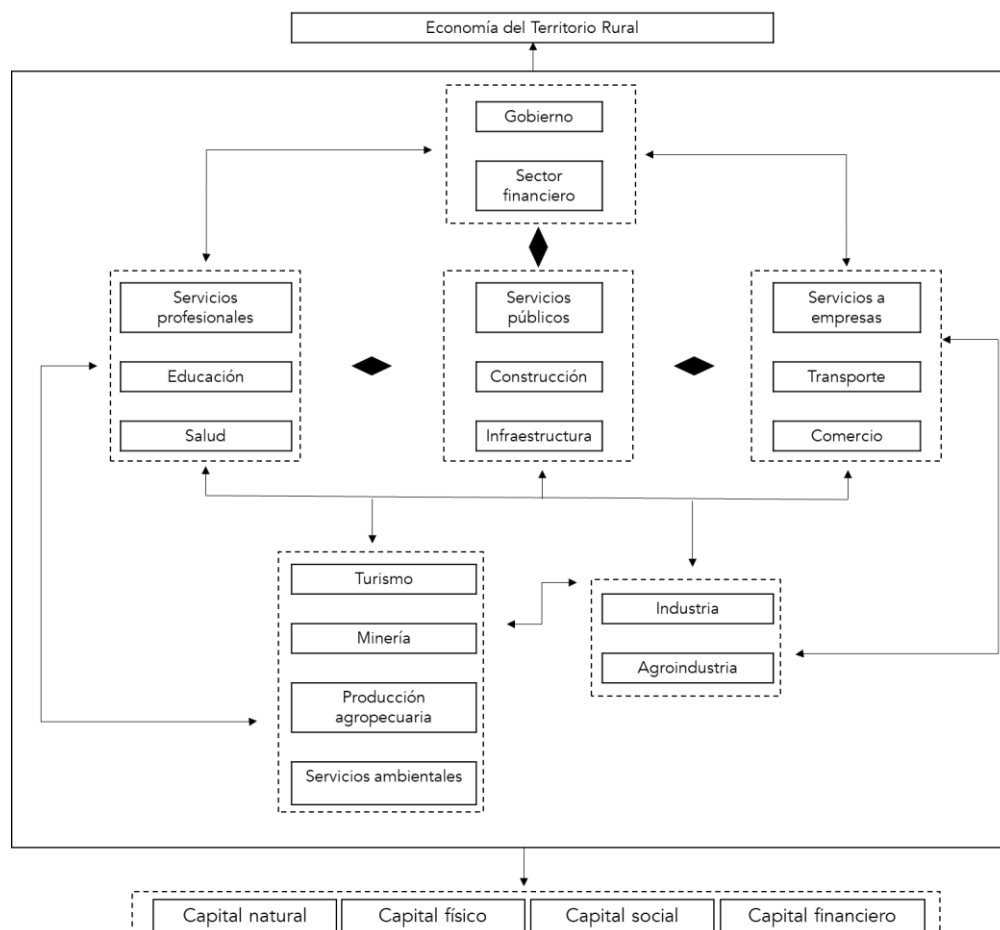 Economía del Territorio Rural
Gobierno
Sector
financiero
Servicios
profesionales
Educación
Salud
Servicios
públicos
Construcción
Infraestructura
Servicios a
empresas
Transporte
Comercio
Turismo
Minería
Producción
agropecuaria
Servicios ambientales
Industria
Agroindustria
Capital natural
Capital físico
Capital social
Capital financiero